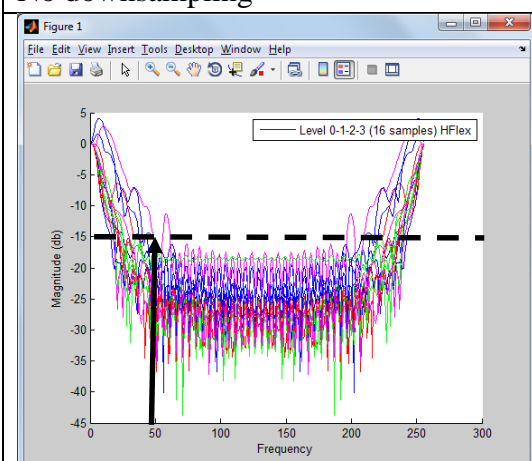 No downsampling
Figure 1
File Edit View Insert Tools Desktop Window Help
Level 0-1-2-3 (16 samples) HFlex
5
0
-5
-10
-15
-20
-25
-30
-35
-40
-45
Magnitude (db)
0 50 100 150 200 250 300
Frequency